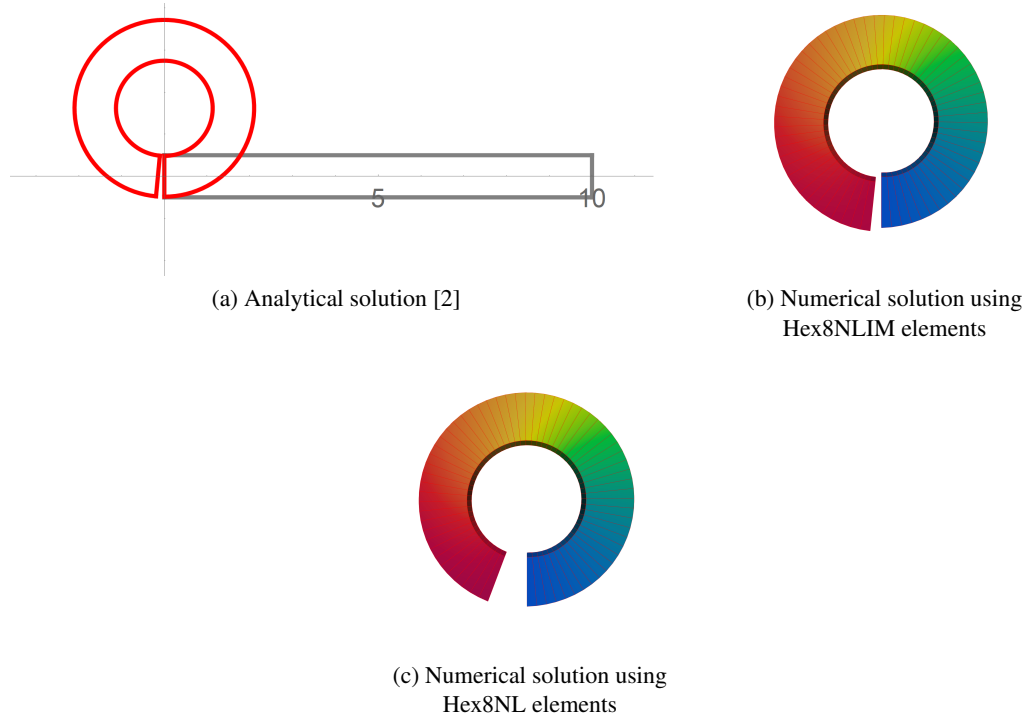 5
10
(a) Analytical solution [2]
(b) Numerical solution using
Hex8NLIM elements
(c) Numerical solution using
Hex8NL elements